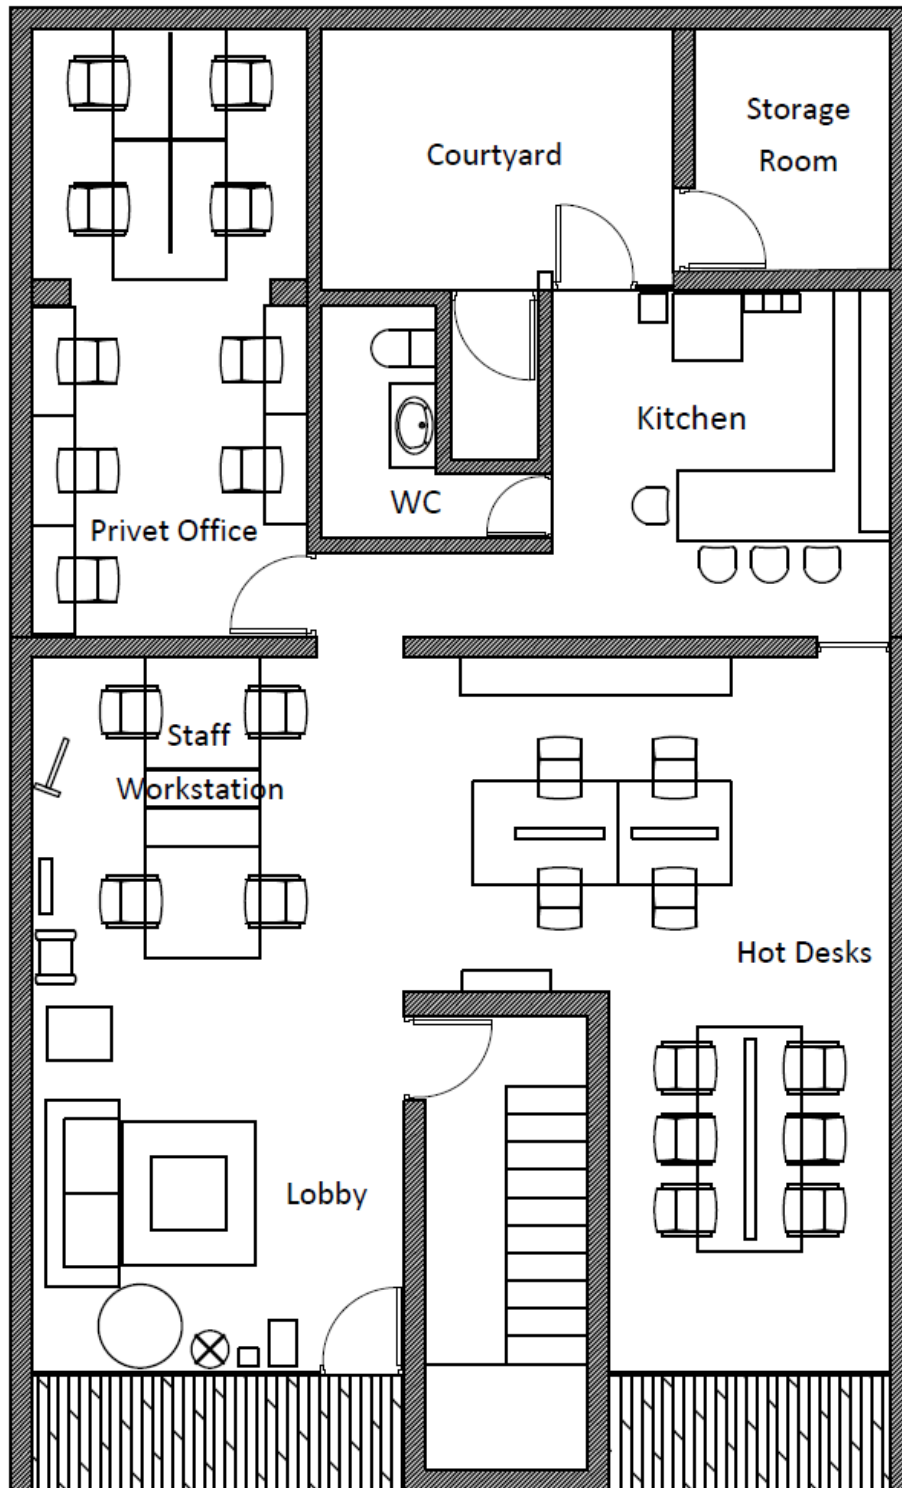 Storage
Room
Courtyard
Kitchen
WC
Privet Office
Staff
Workstation
Hot Desks
Lobby